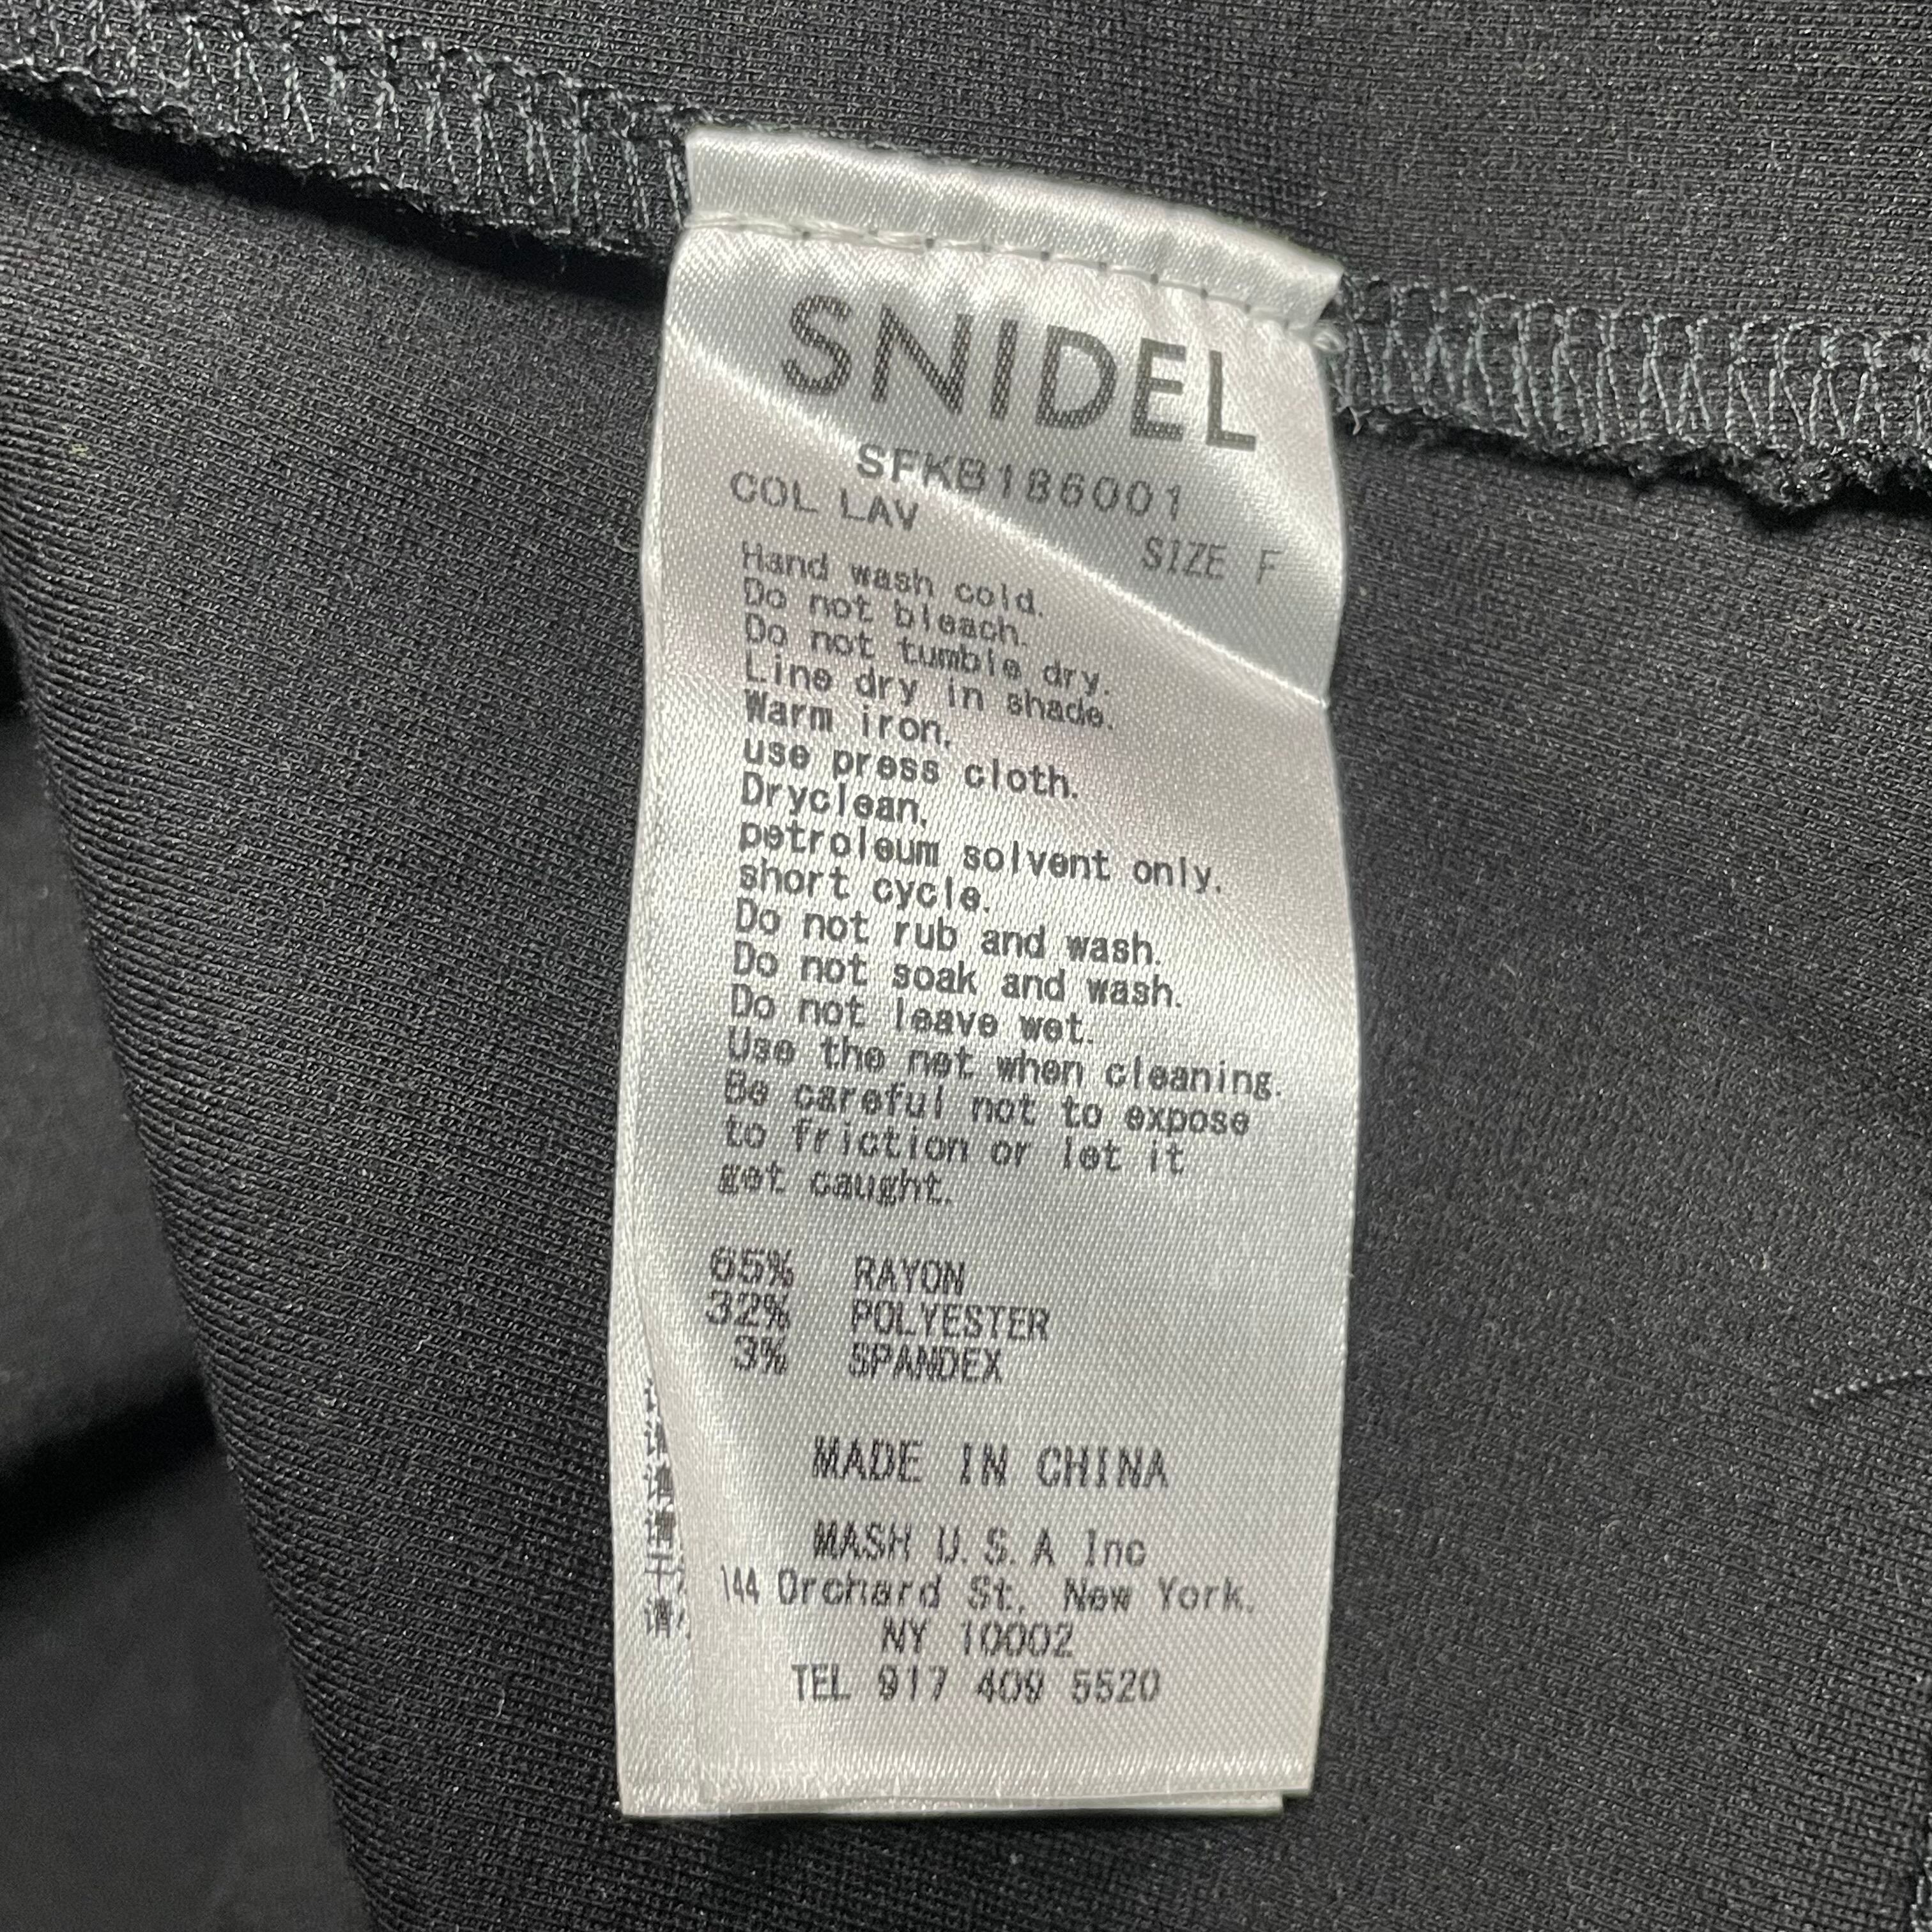 SNIDEL
SFKB186001
COL LAV
SIZE F
Hand wash cold.
Do not bleach.
Do not tumble dry.
Line dry in shade.
Warm iron.
use press cloth.
Dryclean.
petroleum solvent only.
short cycle.
Do not rub and wash.
Do not soak and wash.
Do not leave wet.
Use the net when cleaning.
Be careful not to expose
to friction or let it
get caught.
65% RAYON
32% POLYESTER
3% SPANDEX
MADE IN CHINA
MASH U.S.A Inc
144 Orchard St, New York,
NY 10002
TEL 917 409 5520